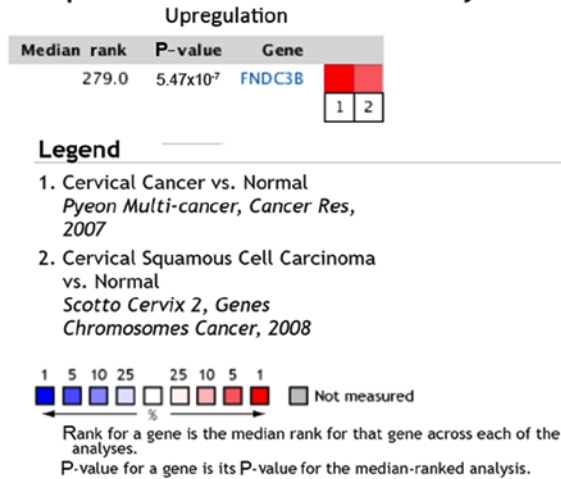 Upregulation
Median rank P-value Gene
279.0 5.47x10⁻⁷ FNDC3B
1 2
Legend
1. Cervical Cancer vs. Normal
Pyeon Multi-cancer, Cancer Res,
2007
2. Cervical Squamous Cell Carcinoma
vs. Normal
Scotto Cervix 2, Genes
Chromosomes Cancer, 2008
1 5 10 25 25 10 5 1
Not measured
%
Rank for a gene is the median rank for that gene across each of the
analyses.
P-value for a gene is its P-value for the median-ranked analysis.